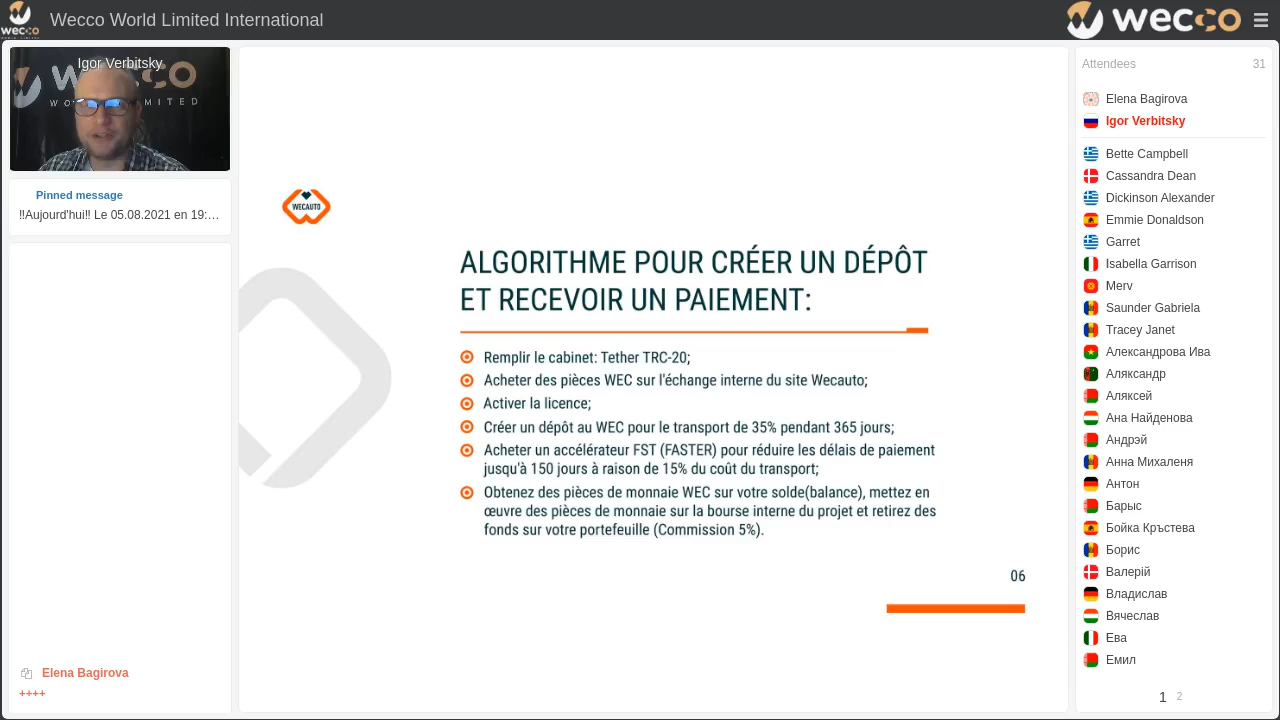 wecco
WORLD LIMITED
Wecco World Limited International
wecco
Igor Verbitsky
WECCO
WORLD LIMITED
Pinned message
‼Aujourd'hui‼ Le 05.08.2021 en 19:…
Elena Bagirova
++++
WECAUTO
ALGORITHME POUR CRÉER UN DÉPÔT
ET RECEVOIR UN PAIEMENT:
Remplir le cabinet: Tether TRC-20;
Acheter des pièces WEC sur l'échange interne du site Wecauto;
Activer la licence;
Créer un dépôt au WEC pour le transport de 35% pendant 365 jours;
Acheter un accélérateur FST (FASTER) pour réduire les délais de paiement
jusqu'à 150 jours à raison de 15% du coût du transport;
Obtenez des pièces de monnaie WEC sur votre solde(balance), mettez en
œuvre des pièces de monnaie sur la bourse interne du projet et retirez des
fonds sur votre portefeuille (Commission 5%).
06
Attendees 31
Elena Bagirova
Igor Verbitsky
Bette Campbell
Cassandra Dean
Dickinson Alexander
Emmie Donaldson
Garret
Isabella Garrison
Merv
Saunder Gabriela
Tracey Janet
Александрова Ива
Аляксандр
Аляксей
Ана Найденова
Андрэй
Анна Михаленя
Антон
Барыс
Бойка Кръстева
Борис
Валерій
Владислав
Вячеслав
Ева
Емил
1 2